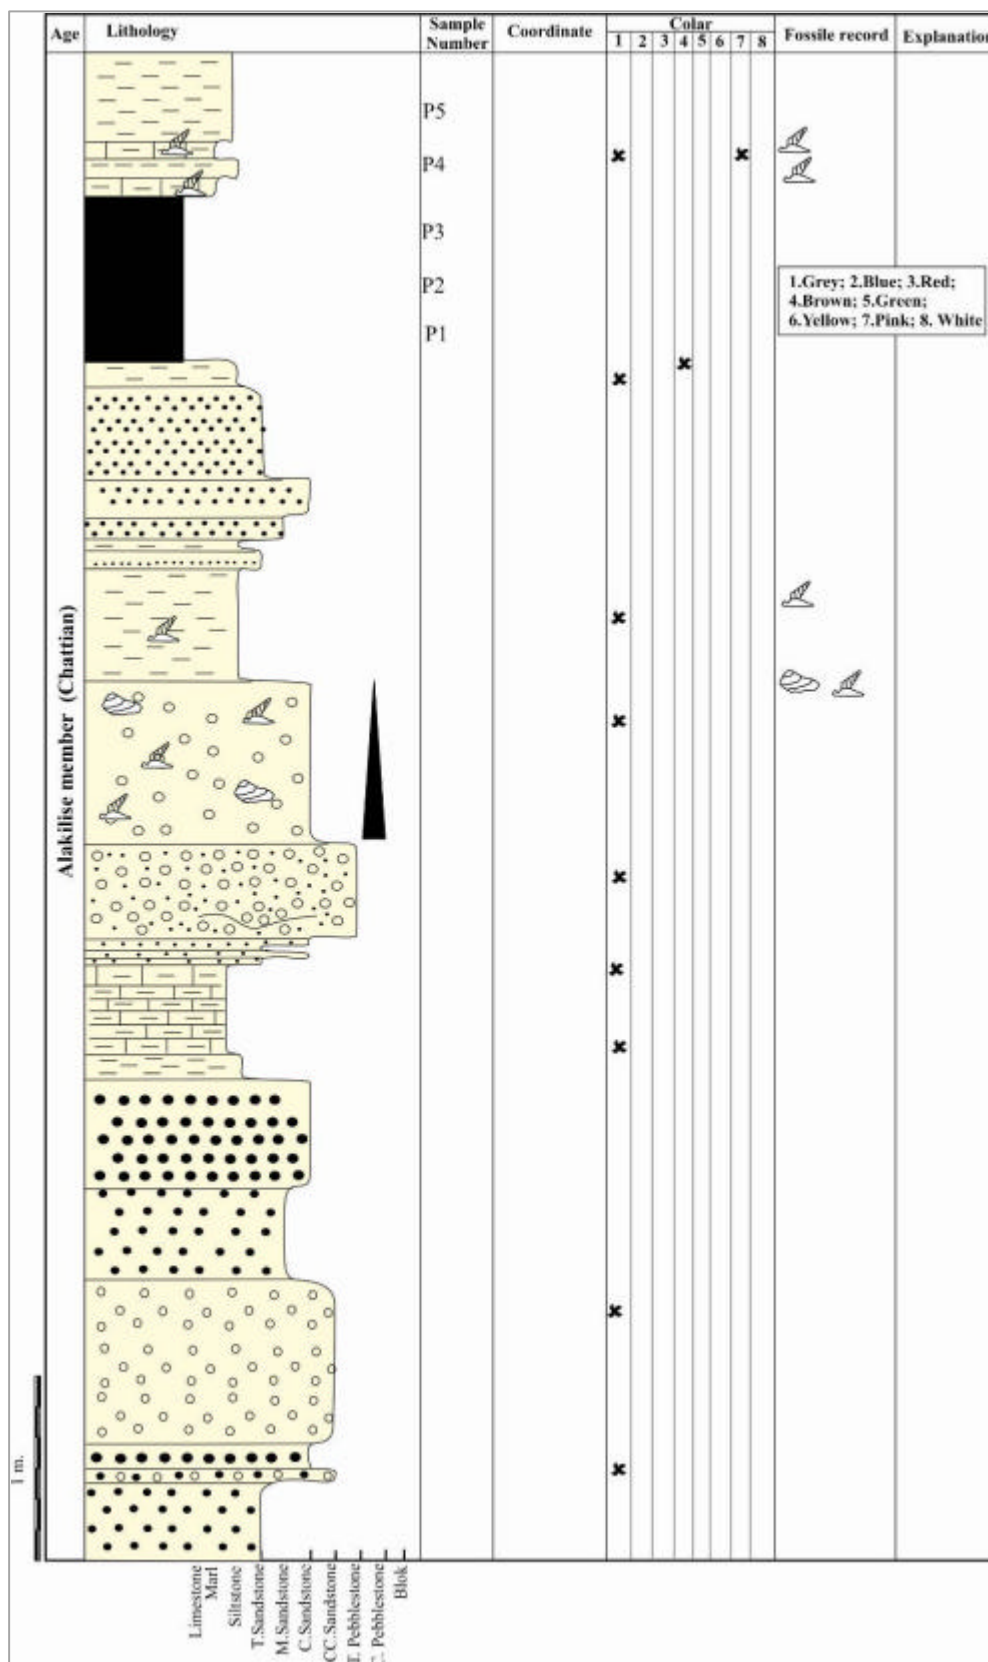 Age Lithology Sample Number Coordinate Colar Fossile record Explanation
1 2 3 4 5 6 7 8
P5
P4
P3
P2
P1
1.Grey; 2.Blue; 3.Red;
4.Brown; 5.Green;
6.Yellow; 7.Pink; 8. White
Alakilise member (Chattian)
1 m.
Limestone
Marl
Siltstone
T.Sandstone
M.Sandstone
C.Sandstone
CC.Sandstone
Pebblestone
Pebblestone
Blok